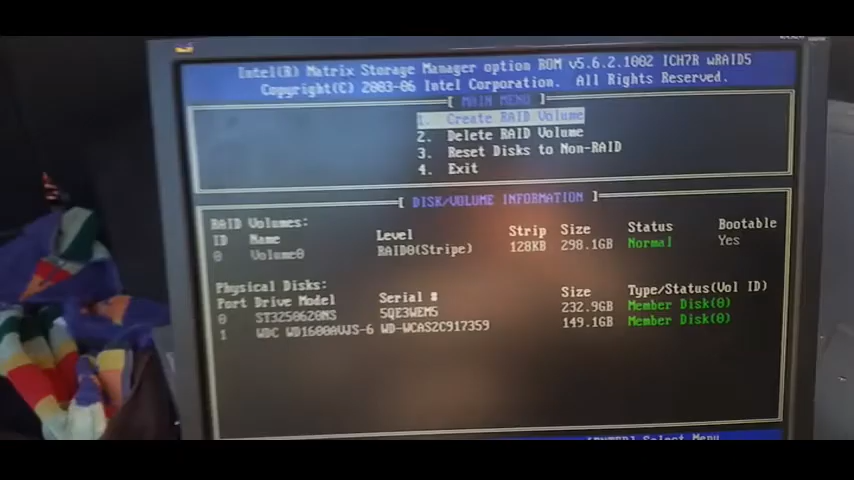 Intel(R) Matrix Storage Manager option ROM v5.6.2.1002 ICH7R wRAID5
Copyright(C) 2003-06 Intel Corporation. All Rights Reserved.
[ MAIN MENU ]
1. Create RAID Volume
2. Delete RAID Volume
3. Reset Disks to Non-RAID
4. Exit
[ DISK/VOLUME INFORMATION ]
RAID Volumes:
ID Name Level Strip Size Status Bootable
0 Volume0 RAID0(Stripe) 128KB 298.1GB Normal Yes
Physical Disks:
Port Drive Model Serial # Size Type/Status(Vol ID)
0 ST3250620NS 5QE3WEM5 232.9GB Member Disk(0)
1 WDC WD1600AVJS-6 WD-WCAS2C917359 149.1GB Member Disk(0)
Select Menu